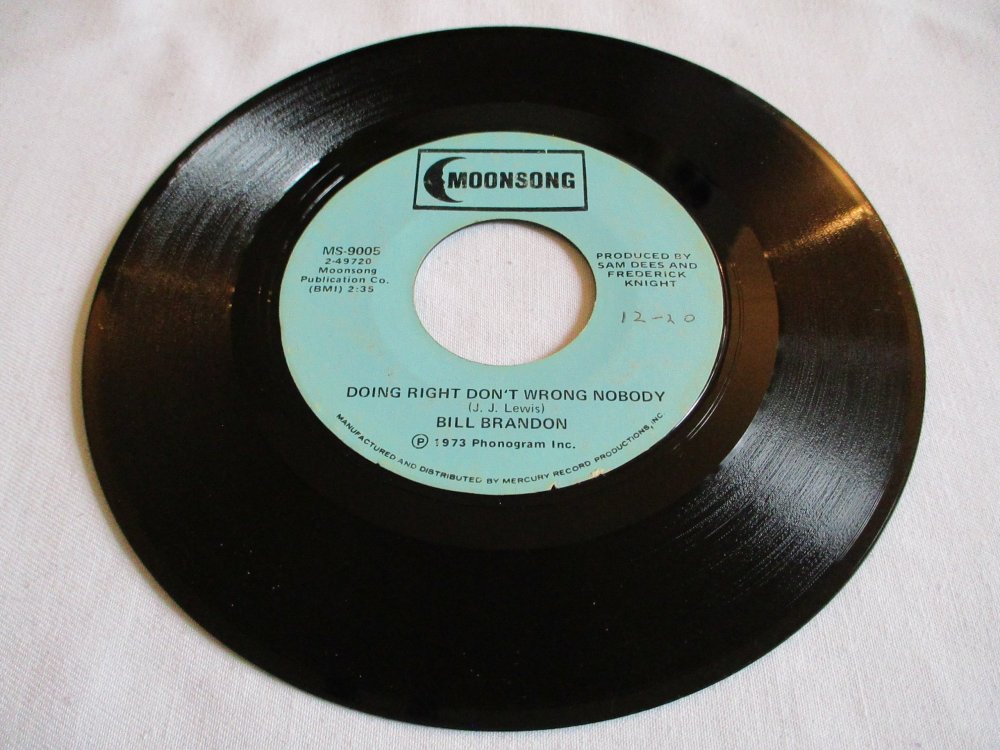 MOONSONG
MS-9005
2-49720
Moonsong
Publication Co.
(BMI) 2:35
PRODUCED BY
SAM DEES AND
FREDERICK
KNIGHT
12-20
DOING RIGHT DON'T WRONG NOBODY
(J. J. Lewis)
BILL BRANDON
Ⓟ 1973 Phonogram Inc.
MANUFACTURED AND DISTRIBUTED BY MERCURY RECORD PRODUCTIONS, INC.